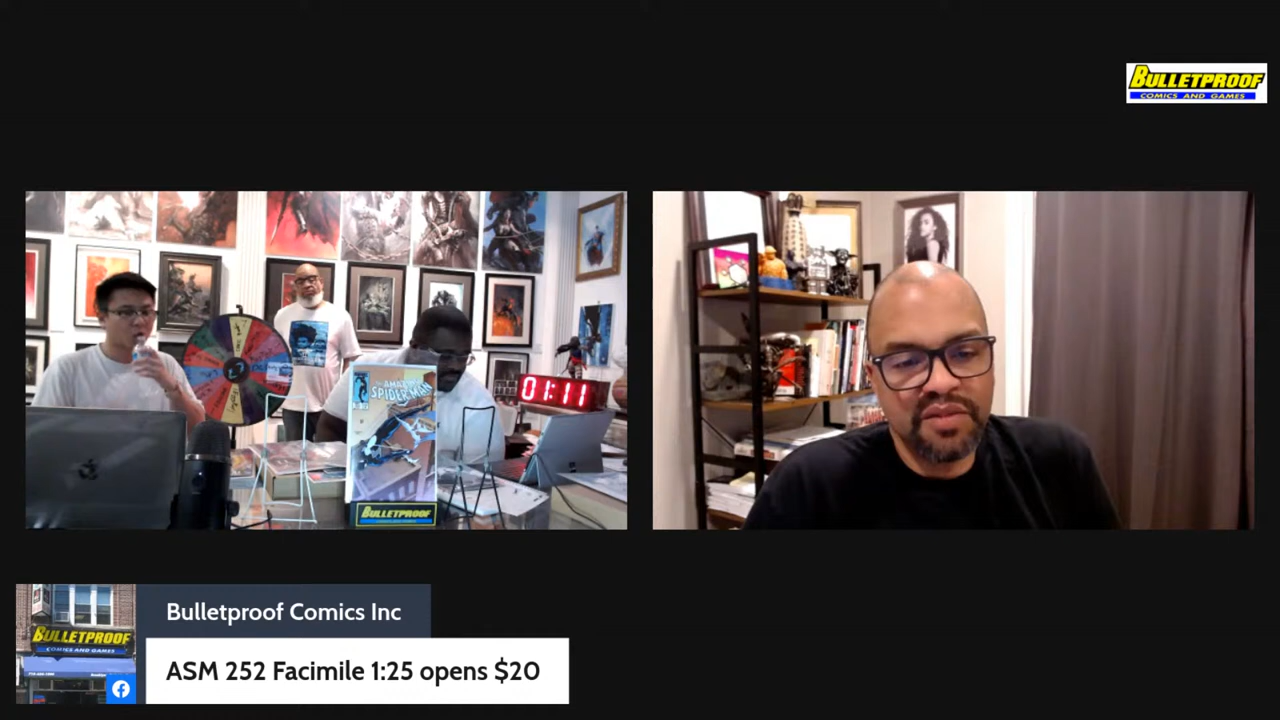 BULLETPROOF
COMICS AND GAMES
THE AMAZING
SPIDER-MAN
01:11
BULLETPROOF
BULLETPROOF
COMICS AND GAMES
Bulletproof Comics Inc
ASM 252 Facimile 1:25 opens $20